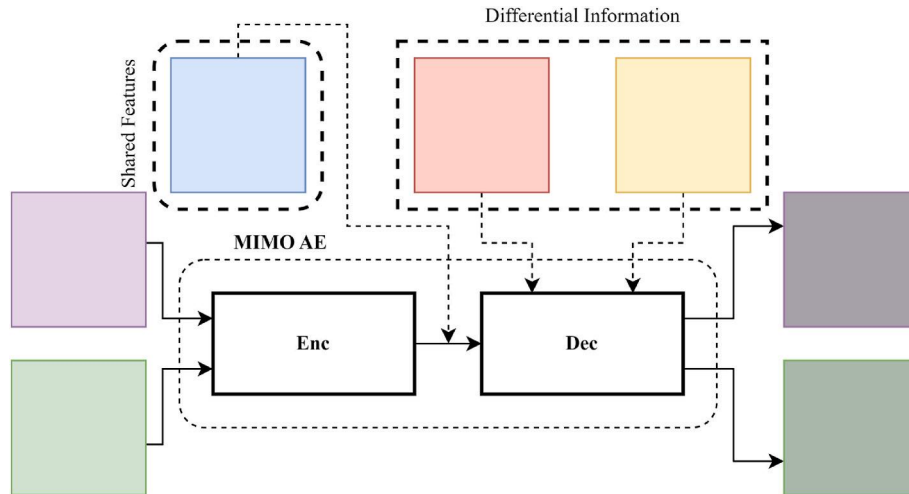 Differential Information
Shared Features
MIMO AE
Enc
Dec